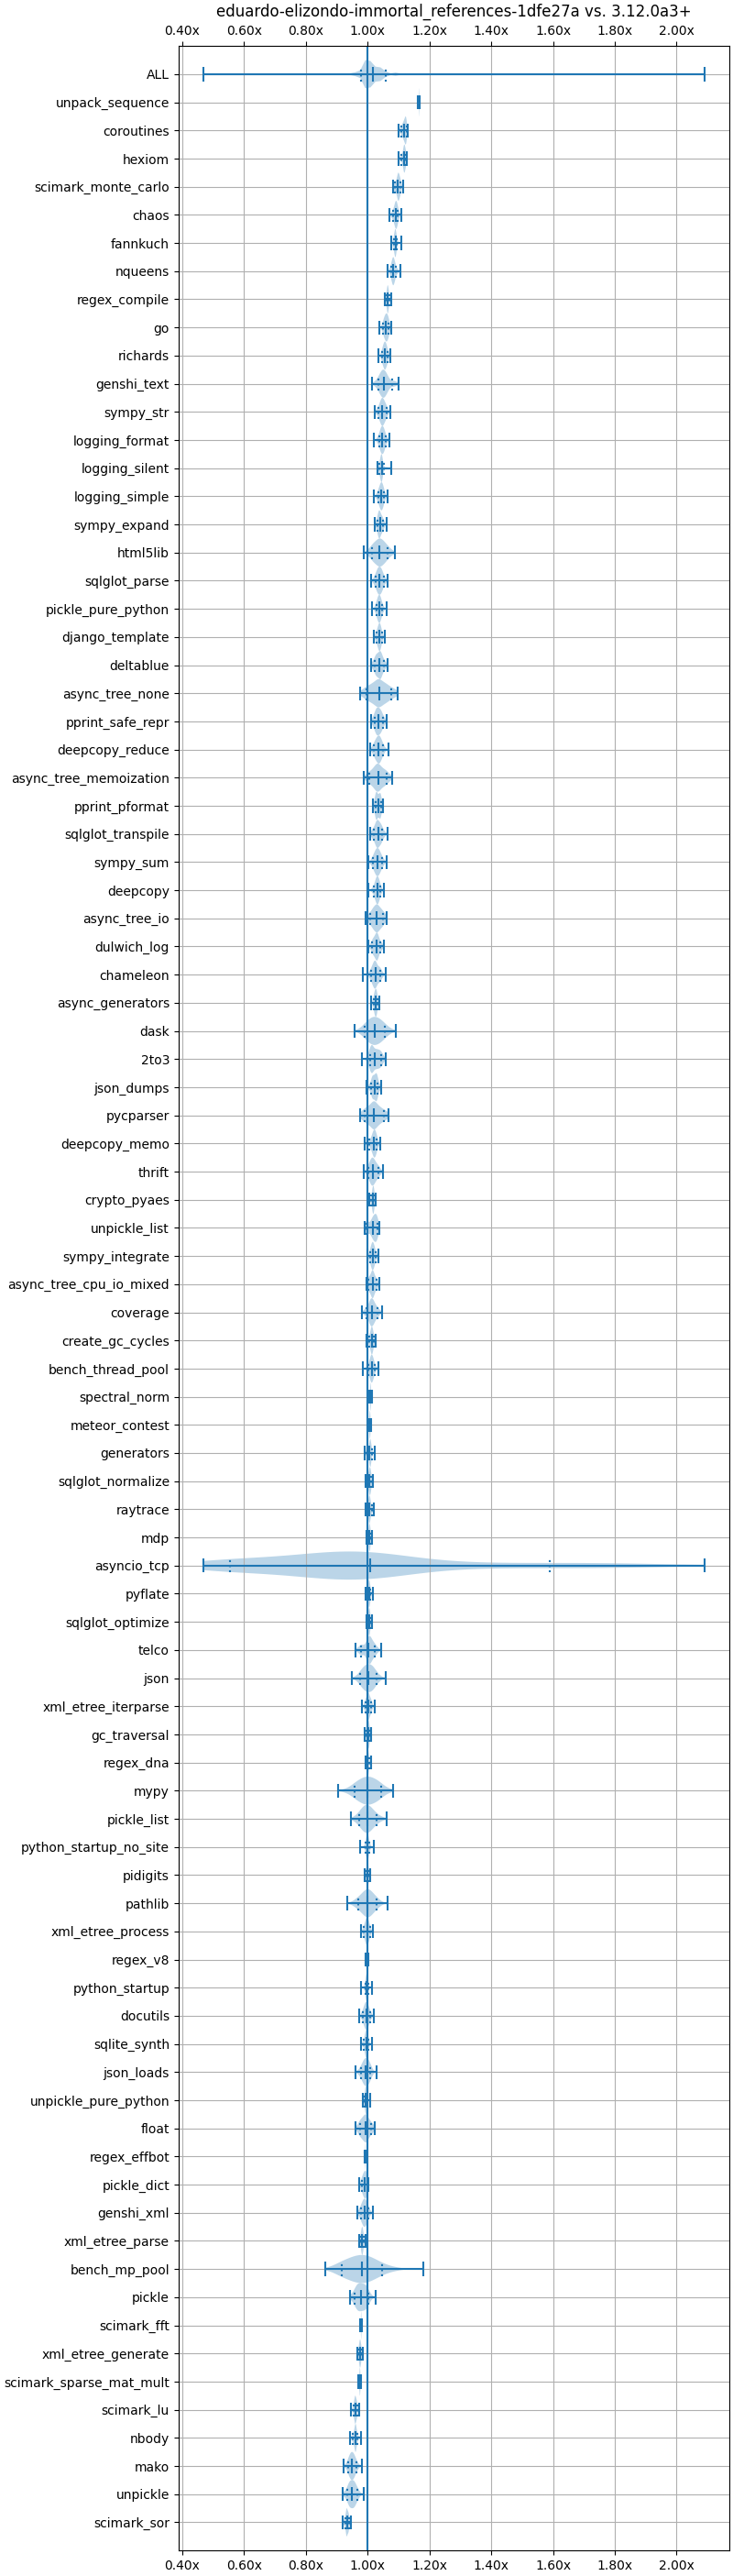 eduardo-elizondo-immortal_references-1dfe27a vs. 3.12.0a3+
0.40x 0.60x 0.80x 1.00x 1.20x 1.40x 1.60x 1.80x 2.00x
ALL
unpack_sequence
coroutines
hexiom
scimark_monte_carlo
chaos
fannkuch
nqueens
regex_compile
go
richards
genshi_text
sympy_str
logging_format
logging_silent
logging_simple
sympy_expand
html5lib
sqlglot_parse
pickle_pure_python
django_template
deltablue
async_tree_none
pprint_safe_repr
deepcopy_reduce
async_tree_memoization
pprint_pformat
sqlglot_transpile
sympy_sum
deepcopy
async_tree_io
dulwich_log
chameleon
async_generators
dask
2to3
json_dumps
pycparser
deepcopy_memo
thrift
crypto_pyaes
unpickle_list
sympy_integrate
async_tree_cpu_io_mixed
coverage
create_gc_cycles
bench_thread_pool
spectral_norm
meteor_contest
generators
sqlglot_normalize
raytrace
mdp
asyncio_tcp
pyflate
sqlglot_optimize
telco
json
xml_etree_iterparse
gc_traversal
regex_dna
mypy
pickle_list
python_startup_no_site
pidigits
pathlib
xml_etree_process
regex_v8
python_startup
docutils
sqlite_synth
json_loads
unpickle_pure_python
float
regex_effbot
pickle_dict
genshi_xml
xml_etree_parse
bench_mp_pool
pickle
scimark_fft
xml_etree_generate
scimark_sparse_mat_mult
scimark_lu
nbody
mako
unpickle
scimark_sor
0.40x 0.60x 0.80x 1.00x 1.20x 1.40x 1.60x 1.80x 2.00x